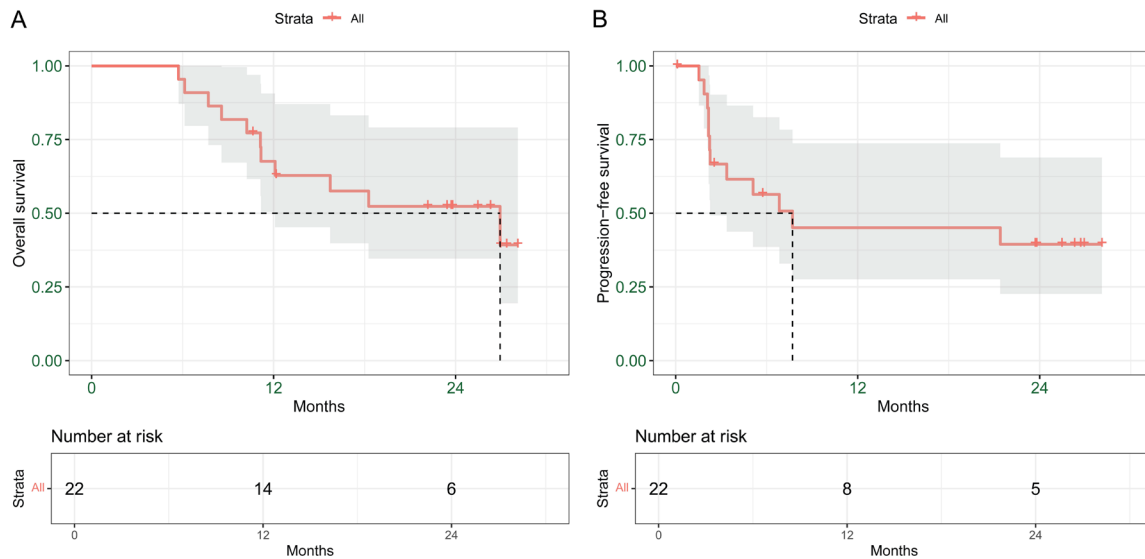 A
Strata All
Overall survival
1.00
0.75
0.50
0.25
0.00
0 12 24
Months
Number at risk
Strata
All 22 14 6
0 12 24
Months
B
Strata All
Progression−free survival
1.00
0.75
0.50
0.25
0.00
0 12 24
Months
Number at risk
Strata
All 22 8 5
0 12 24
Months